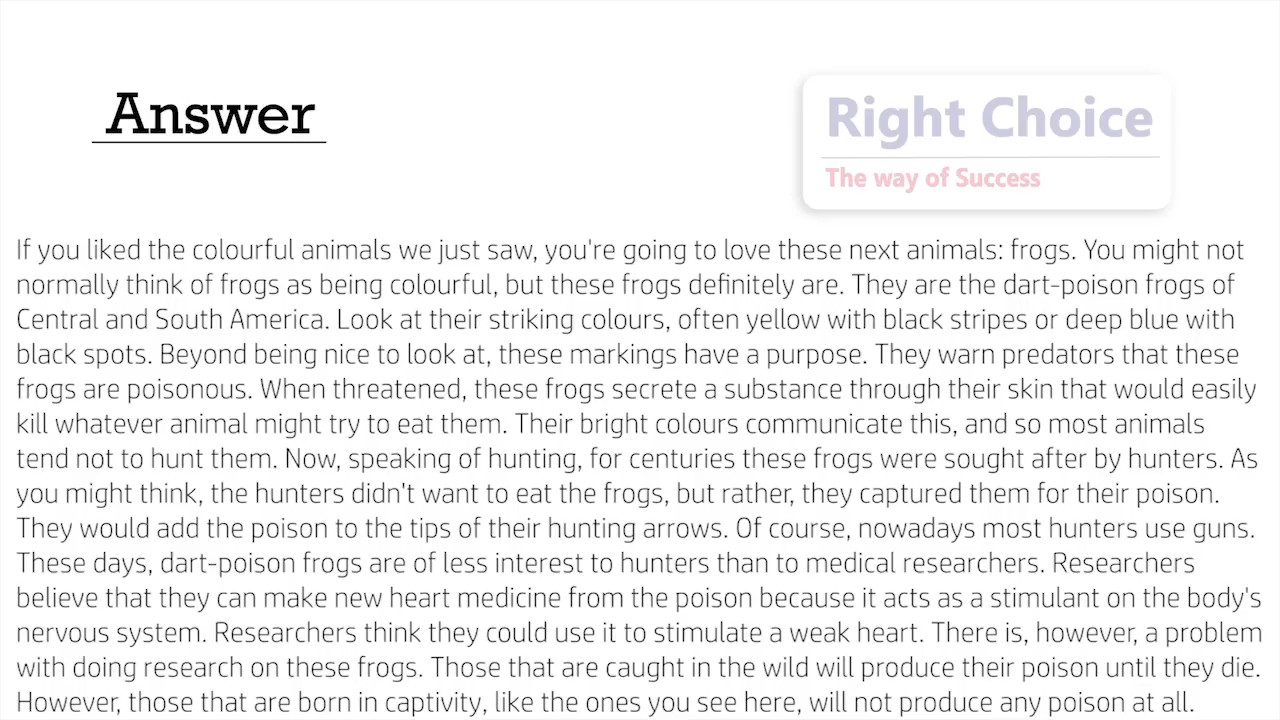 Answer
Right Choice
The way of Success
If you liked the colourful animals we just saw, you're going to love these next animals: frogs. You might not
normally think of frogs as being colourful, but these frogs definitely are. They are the dart-poison frogs of
Central and South America. Look at their striking colours, often yellow with black stripes or deep blue with
black spots. Beyond being nice to look at, these markings have a purpose. They warn predators that these
frogs are poisonous. When threatened, these frogs secrete a substance through their skin that would easily
kill whatever animal might try to eat them. Their bright colours communicate this, and so most animals
tend not to hunt them. Now, speaking of hunting, for centuries these frogs were sought after by hunters. As
you might think, the hunters didn't want to eat the frogs, but rather, they captured them for their poison.
They would add the poison to the tips of their hunting arrows. Of course, nowadays most hunters use guns.
These days, dart-poison frogs are of less interest to hunters than to medical researchers. Researchers
believe that they can make new heart medicine from the poison because it acts as a stimulant on the body's
nervous system. Researchers think they could use it to stimulate a weak heart. There is, however, a problem
with doing research on these frogs. Those that are caught in the wild will produce their poison until they die.
However, those that are born in captivity, like the ones you see here, will not produce any poison at all.